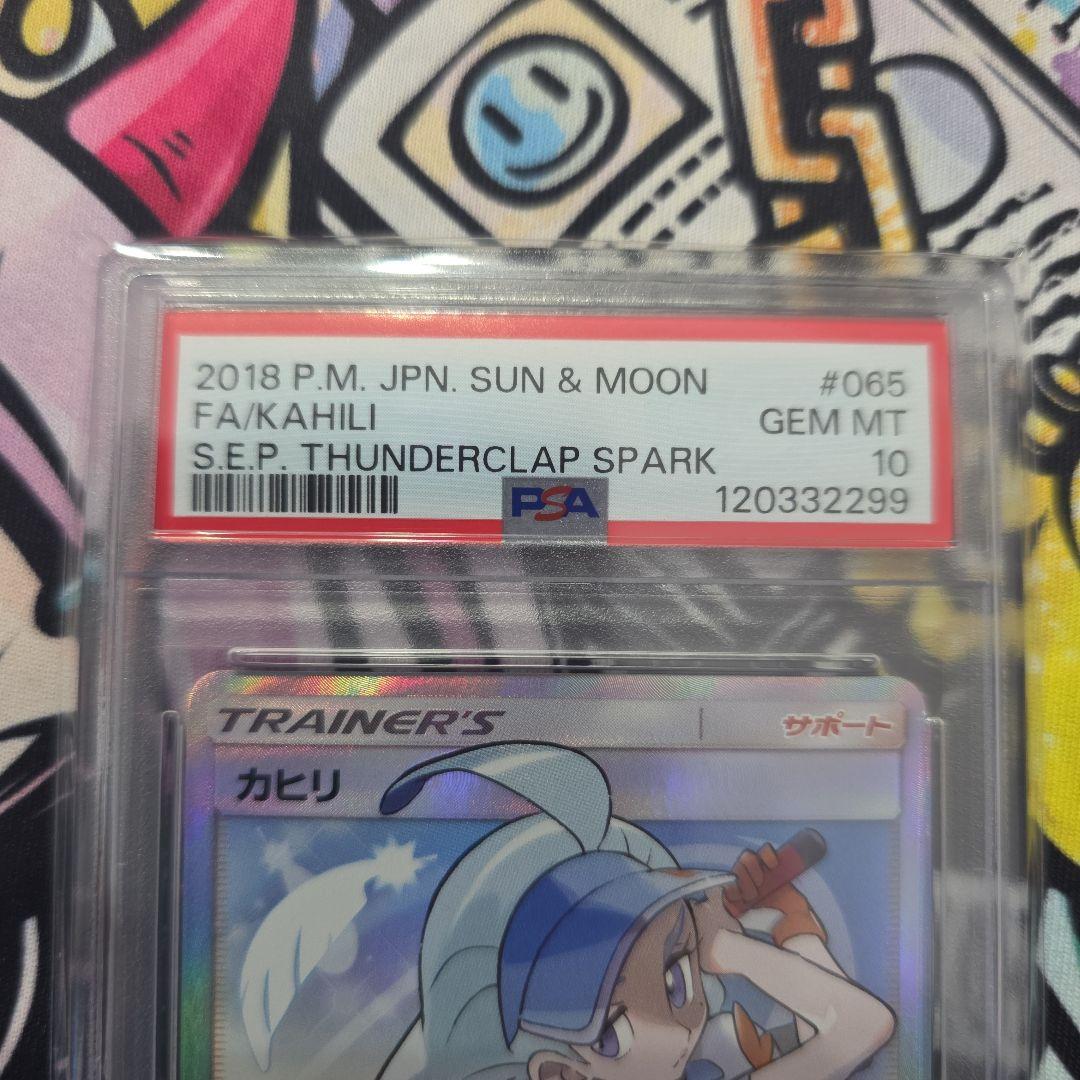 2018 P.M. JPN. SUN & MOON #065
FA/KAHILI GEM MT
S.E.P. THUNDERCLAP SPARK 10
PSA 120332299
TRAINER'S サポート
カヒリ